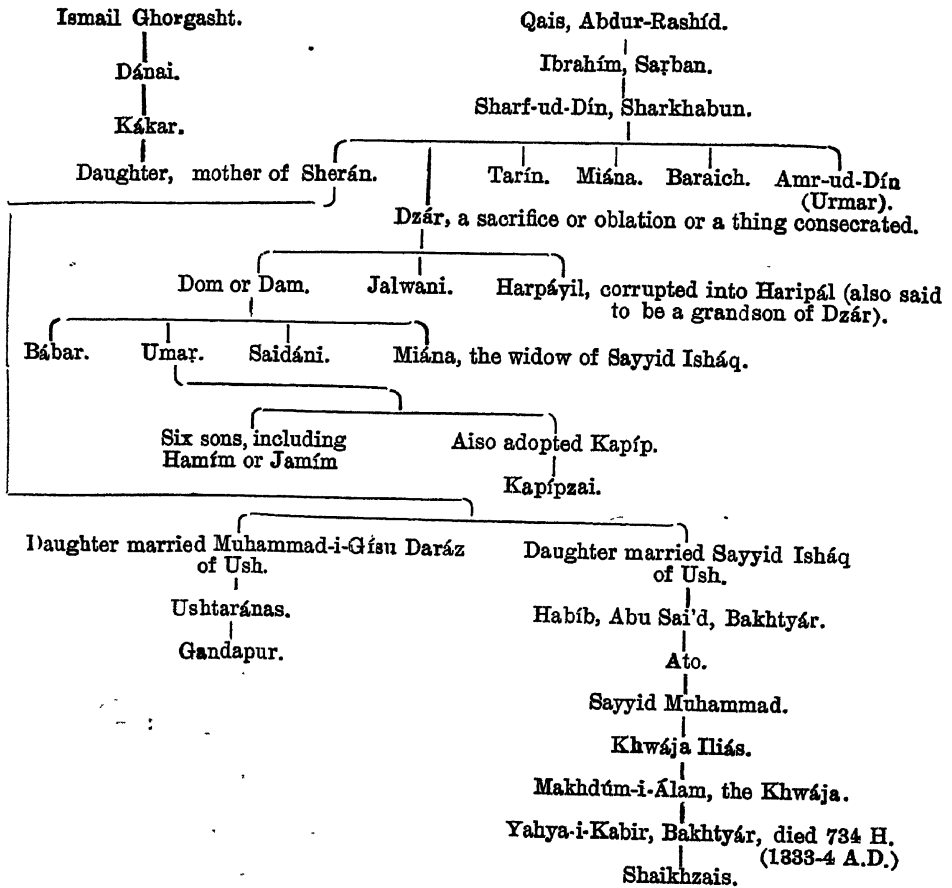 Ismail Ghorgasht.
Qais, Abdur-Rashíd.
Dánai.
Ibrahím, Saṛban.
Kákar.
Sharf-ud-Dín, Sharkhabun.
Daughter, mother of Sherán.
Tarín. Miána. Baraich. Amr-ud-Dín
(Urmar).
Dzár, a sacrifice or oblation or a thing consecrated.
Dom or Dam. Jalwani. Harpáyil, corrupted into Haripál (also said
to be a grandson of Dzár).
Bábar. Umaṛ. Saidáni. Miána, the widow of Sayyid Isháq.
Six sons, including
Hamím or Jamím
Aiso adopted Kapíp.
Kapípzai.
Daughter married Muhammad-i-Gísu Daráz
of Ush.
Ushtaránas.
Gandapur.
Daughter married Sayyid Isháq
of Ush.
Habíb, Abu Sai'd, Bakhtyár.
Ato.
Sayyid Muhammad.
Khwája Iliás.
Makhdúm-i-Álam, the Khwája.
Yahya-i-Kabir, Bakhtyár, died 734 H.
(1333-4 A.D.)
Shaikhzais.